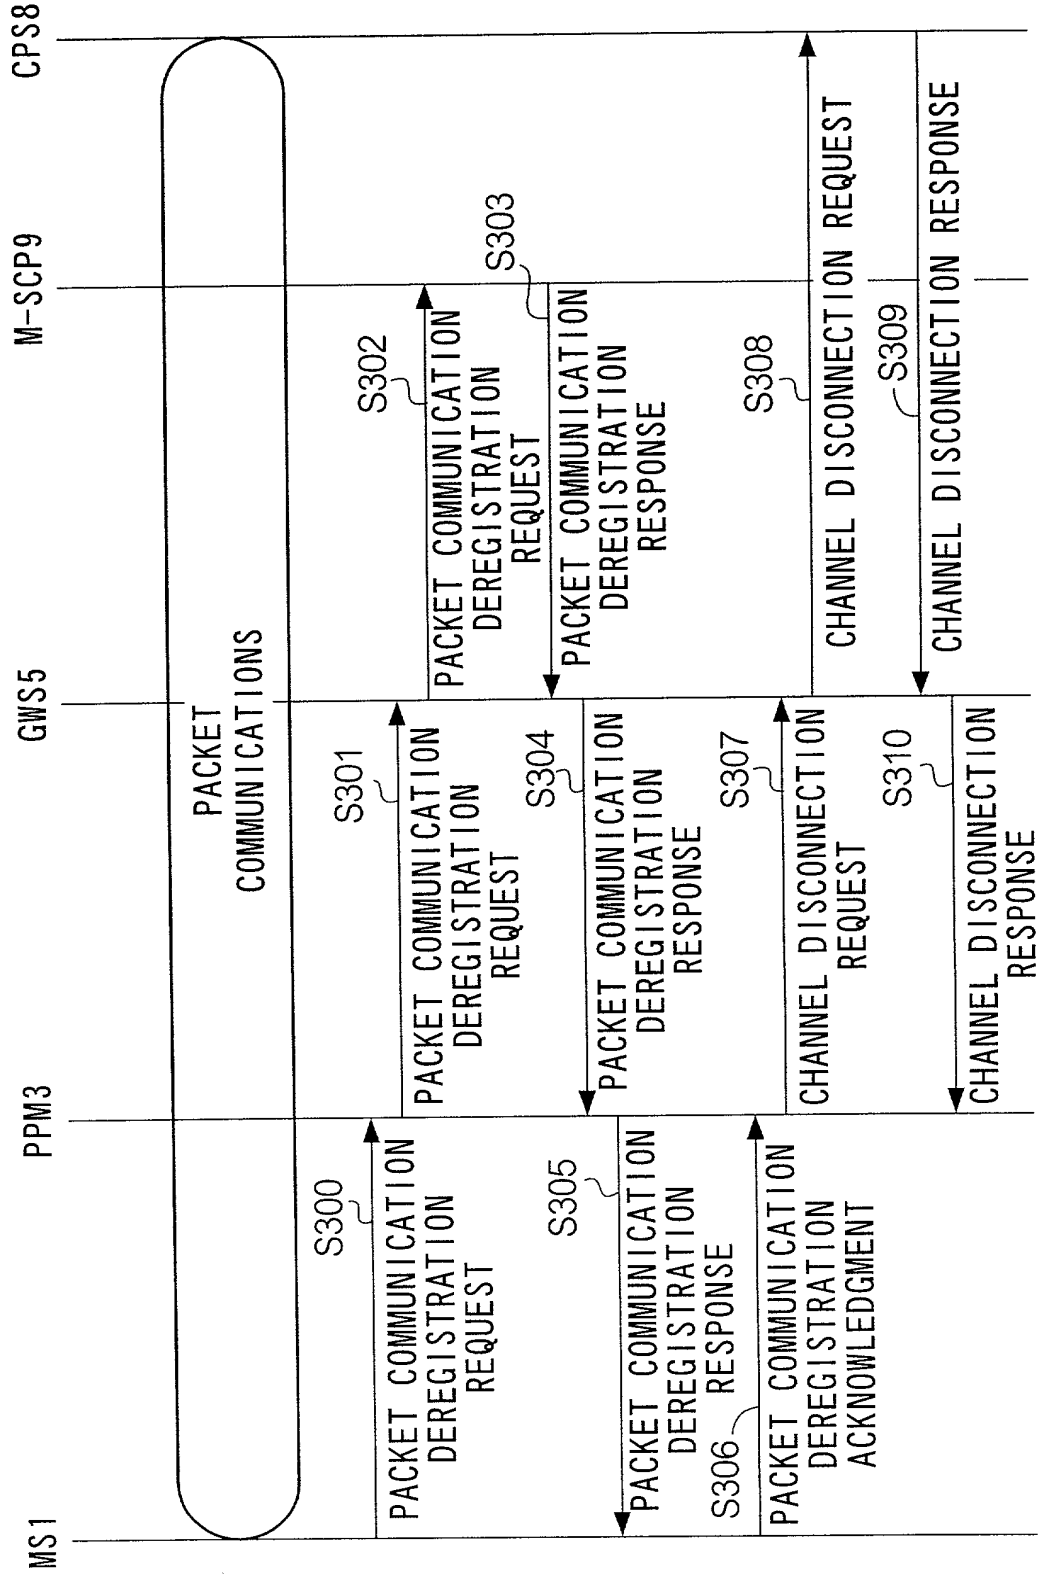 MS1
PPM3
GWS5
M-SCP9
CPS8
PACKET
COMMUNICATIONS
S300
PACKET COMMUNICATION
DEREGISTRATION
REQUEST
S301
PACKET COMMUNICATION
DEREGISTRATION
REQUEST
S302
PACKET COMMUNICATION
DEREGISTRATION
REQUEST
S303
PACKET COMMUNICATION
DEREGISTRATION
RESPONSE
S304
PACKET COMMUNICATION
DEREGISTRATION
RESPONSE
S305
PACKET COMMUNICATION
DEREGISTRATION
RESPONSE
S306
PACKET COMMUNICATION
DEREGISTRATION
ACKNOWLEDGMENT
S307
CHANNEL DISCONNECTION
REQUEST
S308
CHANNEL DISCONNECTION REQUEST
S309
CHANNEL DISCONNECTION RESPONSE
S310
CHANNEL DISCONNECTION
RESPONSE